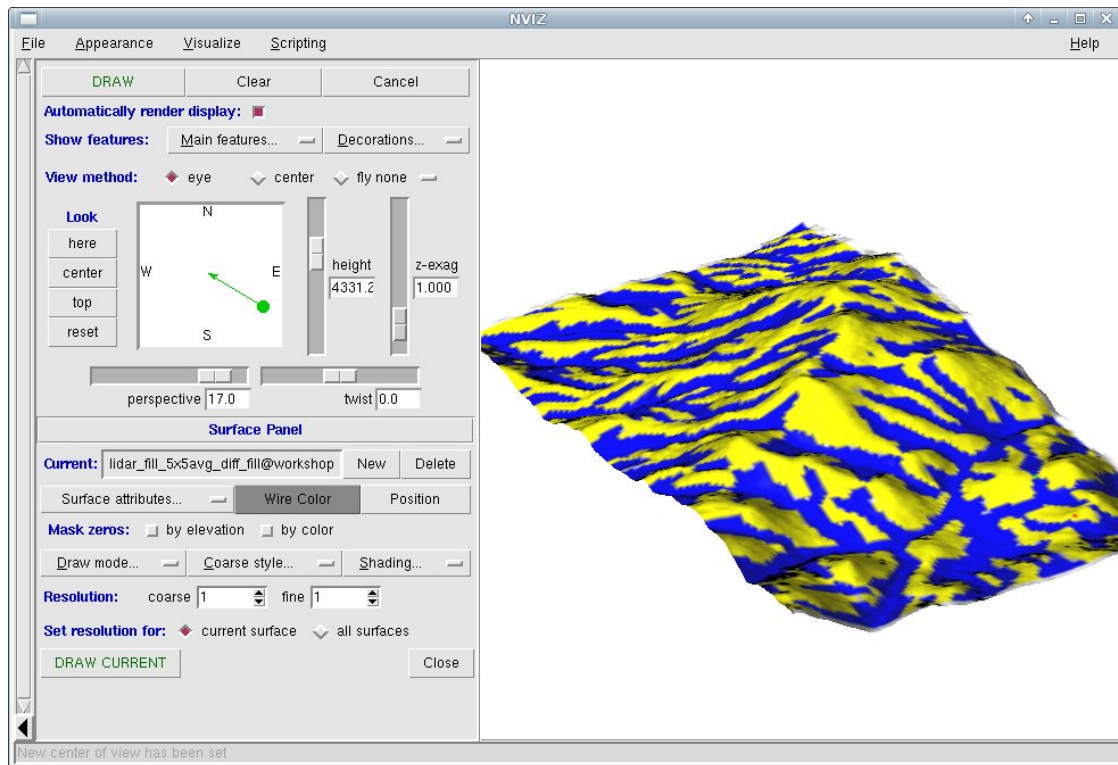 NVIZ
File Appearance Visualize Scripting Help
DRAW Clear Cancel
Automatically render display:
Show features: Main features... Decorations...
View method: eye center fly none
Look
here
center
top
reset
N
W E
S
height
4331.2
z-exag
1.000
perspective 17.0 twist 0.0
Surface Panel
Current: lidar_fill_5x5avg_diff_fill@workshop New Delete
Surface attributes... Wire Color Position
Mask zeros: by elevation by color
Draw mode... Coarse style... Shading...
Resolution: coarse 1 fine 1
Set resolution for: current surface all surfaces
DRAW CURRENT Close
New center of view has been set